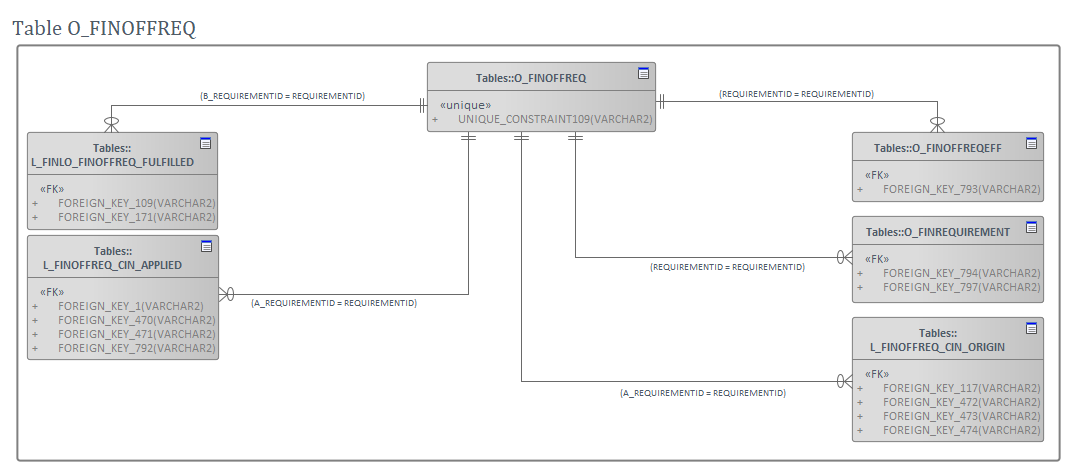 Table O_FINOFFREQ
Tables::O_FINOFFREQ
«unique»
+ UNIQUE_CONSTRAINT109(VARCHAR2)
(B_REQUIREMENTID = REQUIREMENTID)
(REQUIREMENTID = REQUIREMENTID)
Tables::
L_FINLO_FINOFFREQ_FULFILLED
«FK»
+ FOREIGN_KEY_109(VARCHAR2)
+ FOREIGN_KEY_171(VARCHAR2)
Tables::O_FINOFFREQEFF
«FK»
+ FOREIGN_KEY_793(VARCHAR2)
Tables::
L_FINOFFREQ_CIN_APPLIED
«FK»
+ FOREIGN_KEY_1(VARCHAR2)
+ FOREIGN_KEY_470(VARCHAR2)
+ FOREIGN_KEY_471(VARCHAR2)
+ FOREIGN_KEY_792(VARCHAR2)
(A_REQUIREMENTID = REQUIREMENTID)
Tables::O_FINREQUIREMENT
«FK»
+ FOREIGN_KEY_794(VARCHAR2)
+ FOREIGN_KEY_797(VARCHAR2)
(REQUIREMENTID = REQUIREMENTID)
Tables::
L_FINOFFREQ_CIN_ORIGIN
«FK»
+ FOREIGN_KEY_117(VARCHAR2)
+ FOREIGN_KEY_472(VARCHAR2)
+ FOREIGN_KEY_473(VARCHAR2)
+ FOREIGN_KEY_474(VARCHAR2)
(A_REQUIREMENTID = REQUIREMENTID)